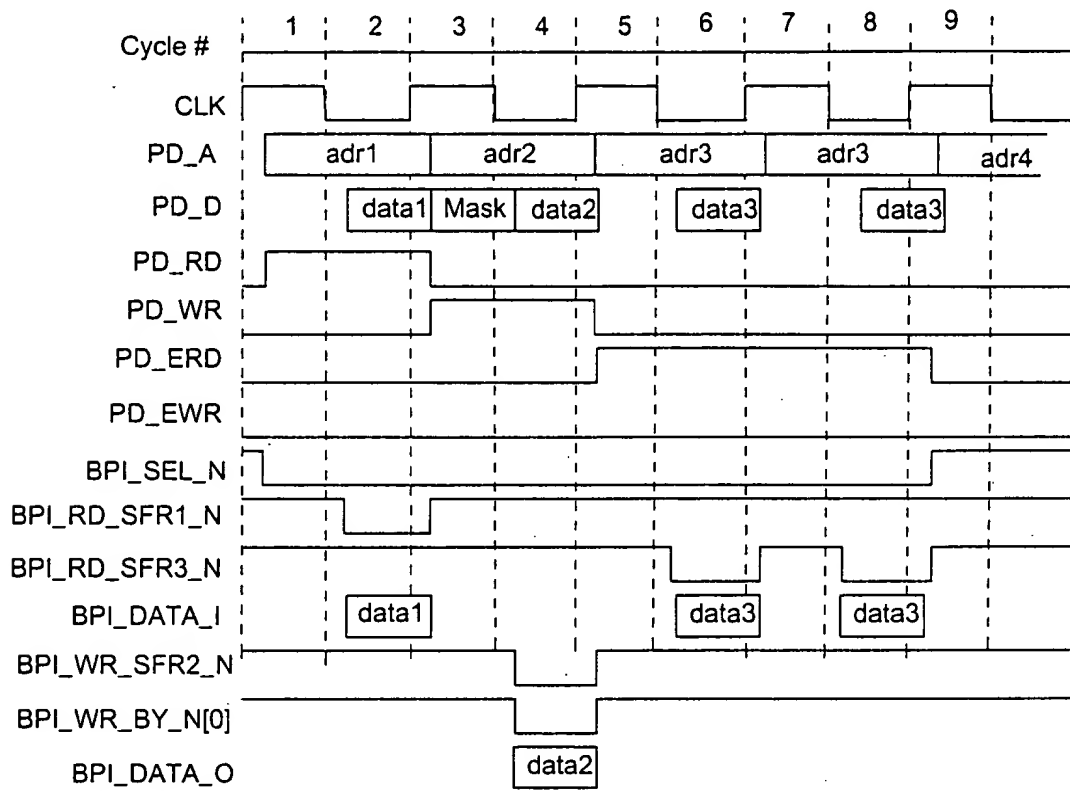 Cycle # 1 2 3 4 5 6 7 8 9
CLK
PD_A adr1 adr2 adr3 adr3 adr4
PD_D data1 Mask data2 data3 data3
PD_RD
PD_WR
PD_ERD
PD_EWR
BPI_SEL_N
BPI_RD_SFR1_N
BPI_RD_SFR3_N
BPI_DATA_I data1 data3 data3
BPI_WR_SFR2_N
BPI_WR_BY_N[0]
BPI_DATA_O data2